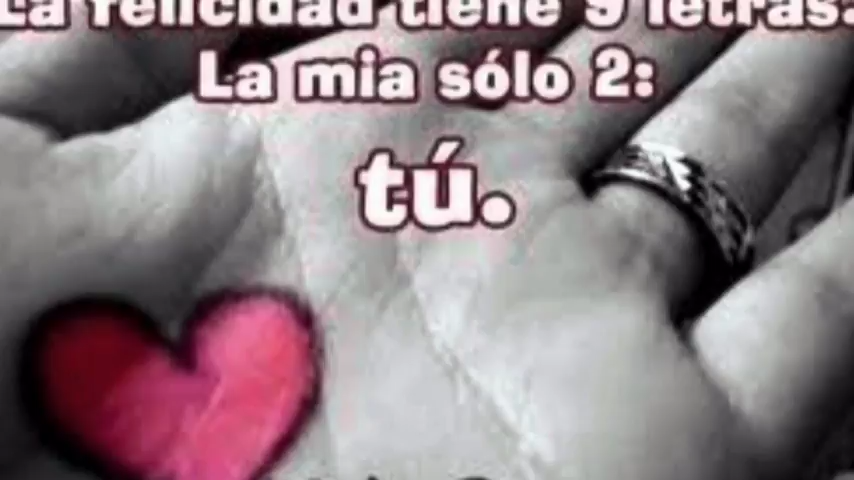 La felicidad tiene 9 letras.
La mia sólo 2:
tú.